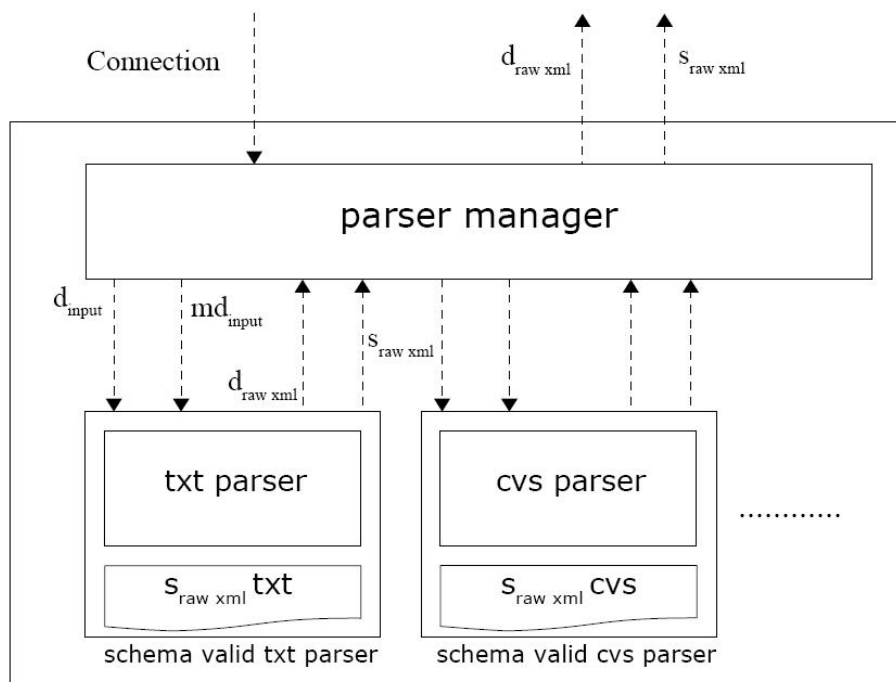 Connection
d raw xml
s raw xml
parser manager
d input
md input
d raw xml
s raw xml
txt parser
cvs parser
............
s raw xml txt
s raw xml cvs
schema valid txt parser
schema valid cvs parser